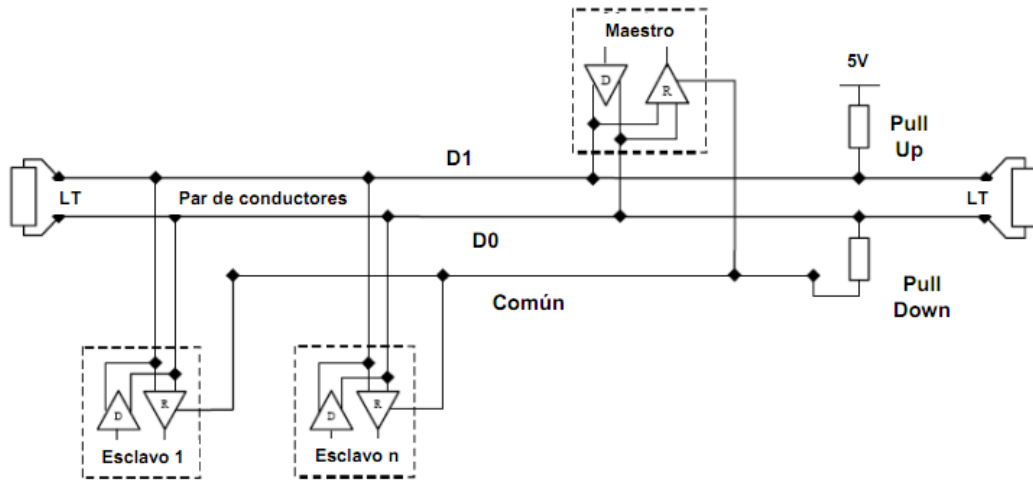 Maestro
D
R
5V
Pull
Up
D1
LT
Par de conductores
LT
D0
Común
Pull
Down
D
R
Esclavo 1
D
R
Esclavo n